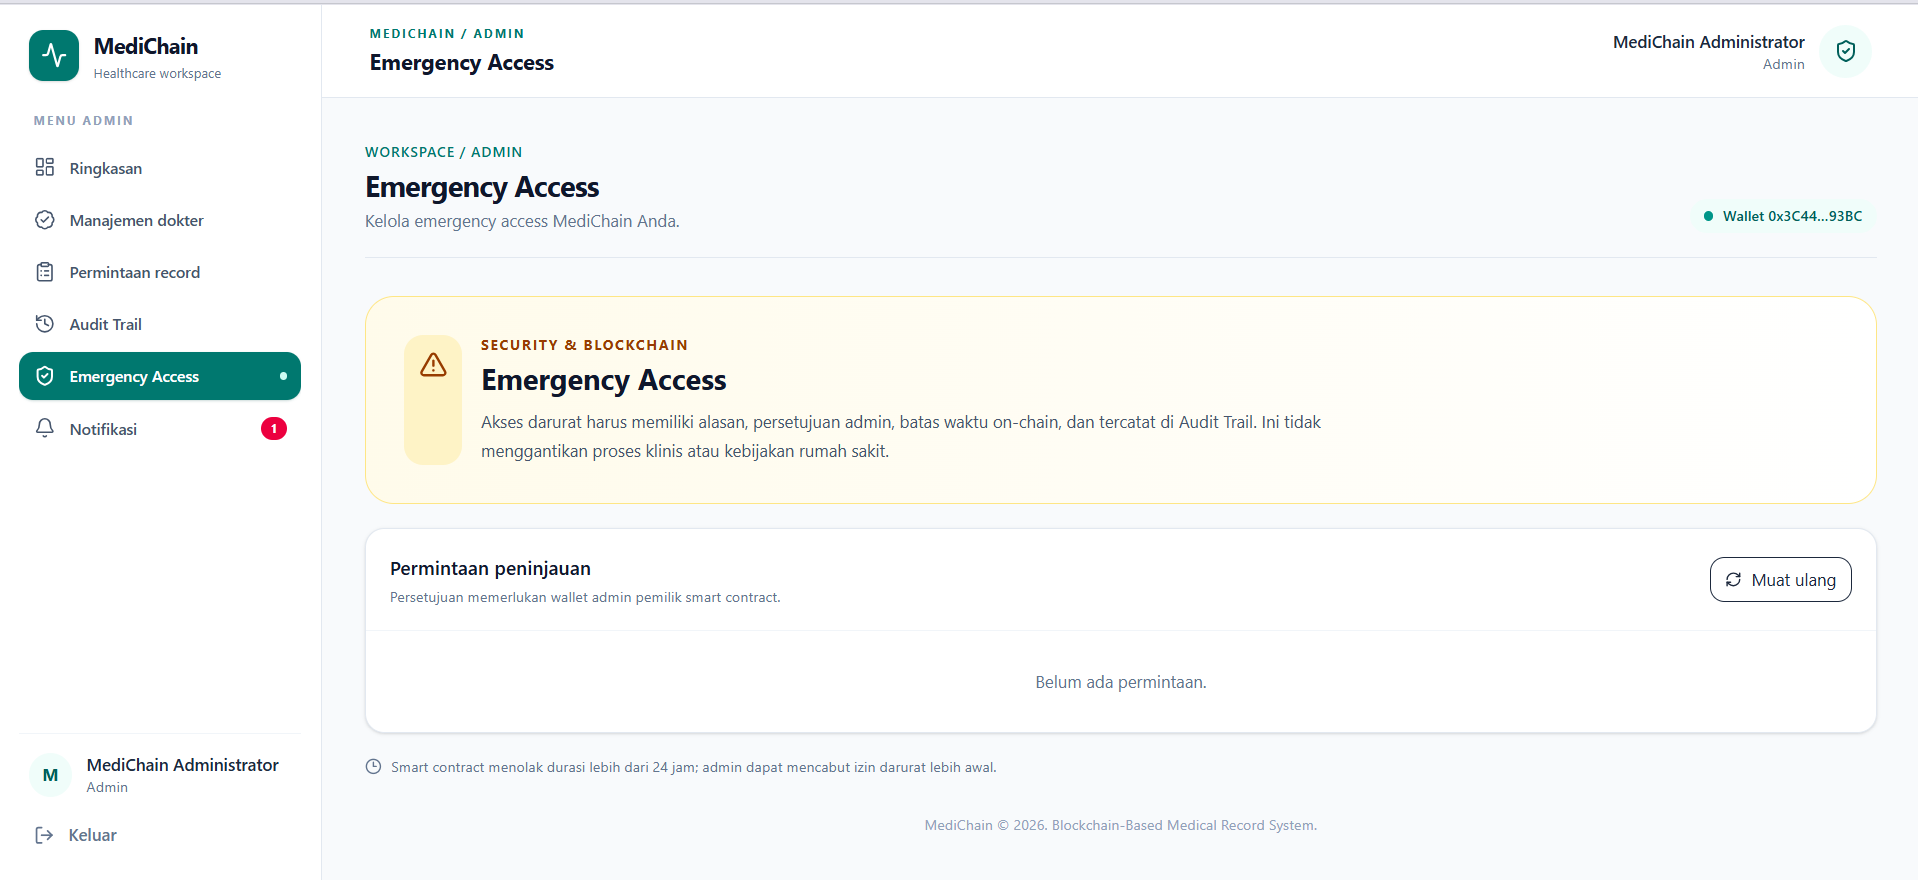 MediChain
Healthcare workspace
MENU ADMIN
Ringkasan
Manajemen dokter
Permintaan record
Audit Trail
Emergency Access
Notifikasi
1
M
MediChain Administrator
Admin
Keluar
MEDICHAIN / ADMIN
Emergency Access
MediChain Administrator
Admin
WORKSPACE / ADMIN
Emergency Access
Kelola emergency access MediChain Anda.
Wallet 0x3C44...93BC
SECURITY & BLOCKCHAIN
Emergency Access
Akses darurat harus memiliki alasan, persetujuan admin, batas waktu on-chain, dan tercatat di Audit Trail. Ini tidak
menggantikan proses klinis atau kebijakan rumah sakit.
Permintaan peninjauan
Persetujuan memerlukan wallet admin pemilik smart contract.
Muat ulang
Belum ada permintaan.
Smart contract menolak durasi lebih dari 24 jam; admin dapat mencabut izin darurat lebih awal.
MediChain © 2026. Blockchain-Based Medical Record System.